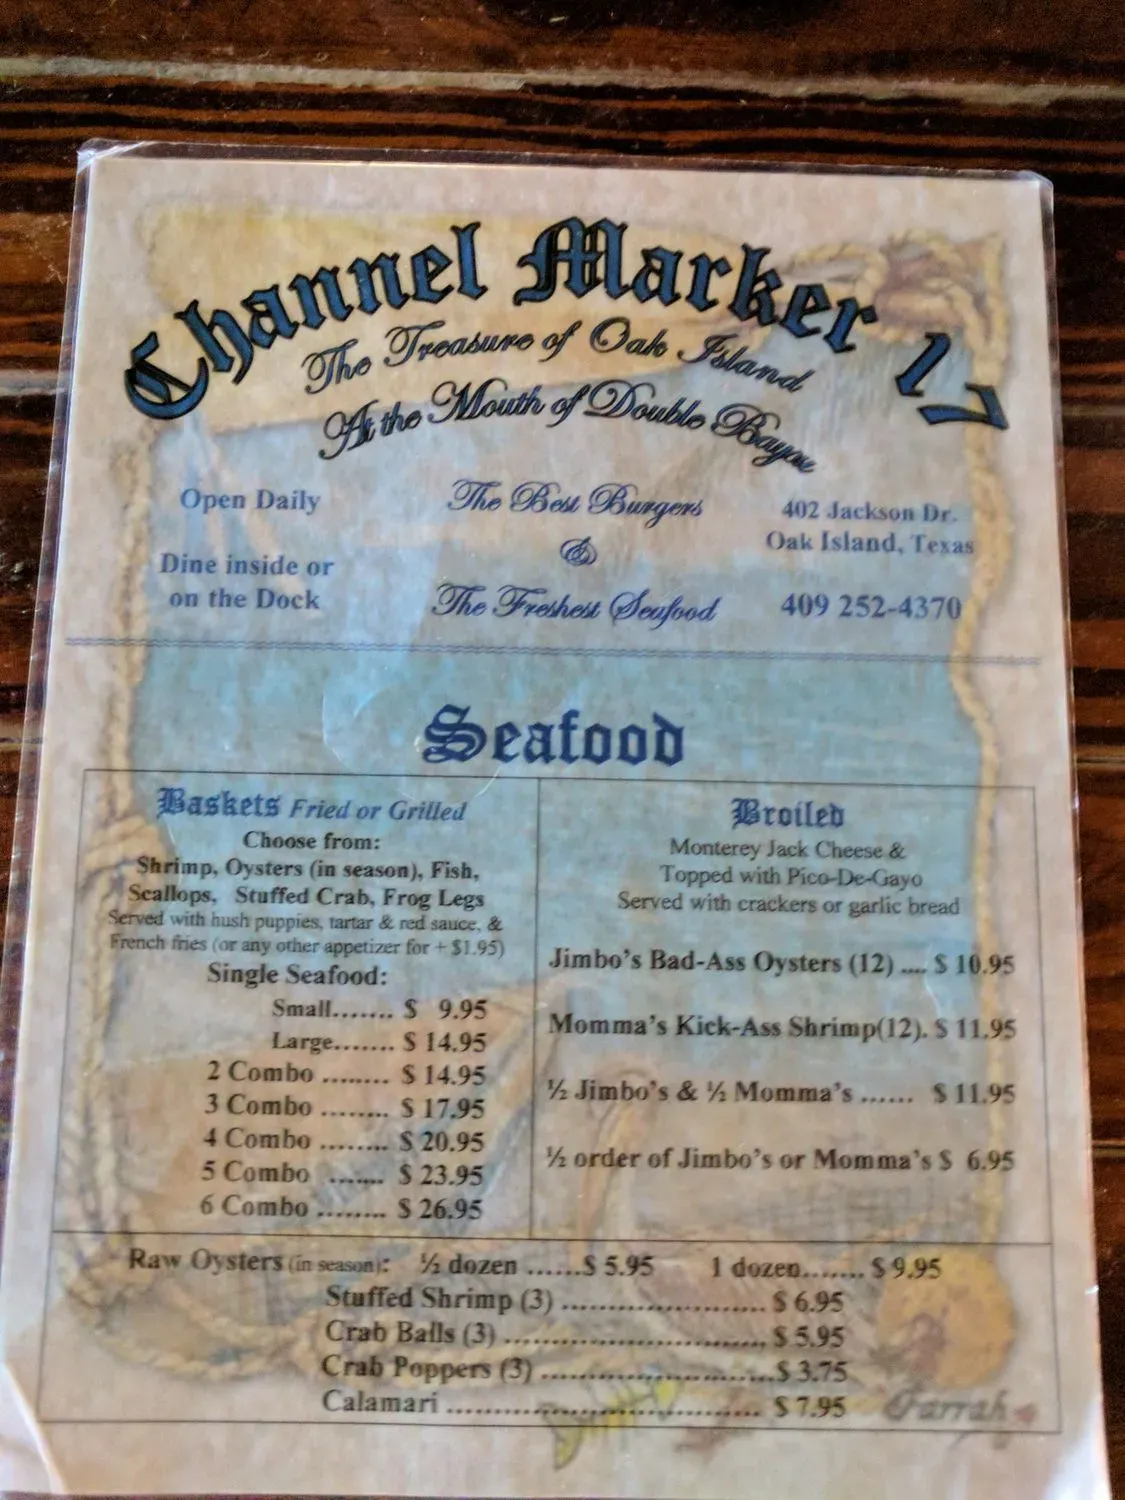 Channel Marker 17
The Treasure of Oak Island
At the Mouth of Double Bayou
Open Daily
Dine inside or
on the Dock
The Best Burgers
&
The Freshest Seafood
402 Jackson Dr.
Oak Island, Texas
409 252-4370
Seafood
Baskets Fried or Grilled
Choose from:
Shrimp, Oysters (in season), Fish,
Scallops, Stuffed Crab, Frog Legs
Served with hush puppies, tartar & red sauce, &
French fries (or any other appetizer for + $1.95)
Single Seafood:
Small....... $ 9.95
Large....... $ 14.95
2 Combo ........ $ 14.95
3 Combo ........ $ 17.95
4 Combo ........ $ 20.95
5 Combo ....... $ 23.95
6 Combo ........ $ 26.95
Broiled
Monterey Jack Cheese &
Topped with Pico-De-Gayo
Served with crackers or garlic bread
Jimbo's Bad-Ass Oysters (12) .... $ 10.95
Momma's Kick-Ass Shrimp(12). $ 11.95
½ Jimbo's & ½ Momma's ...... $ 11.95
½ order of Jimbo's or Momma's $ 6.95
Raw Oysters (in season): ½ dozen ......$ 5.95 1 dozen........ $ 9.95
Stuffed Shrimp (3) ........................ $ 6.95
Crab Balls (3) ............................... $ 5.95
Crab Poppers (3) ...........................$ 3.75
Calamari ..................................... $ 7.95
Farrah